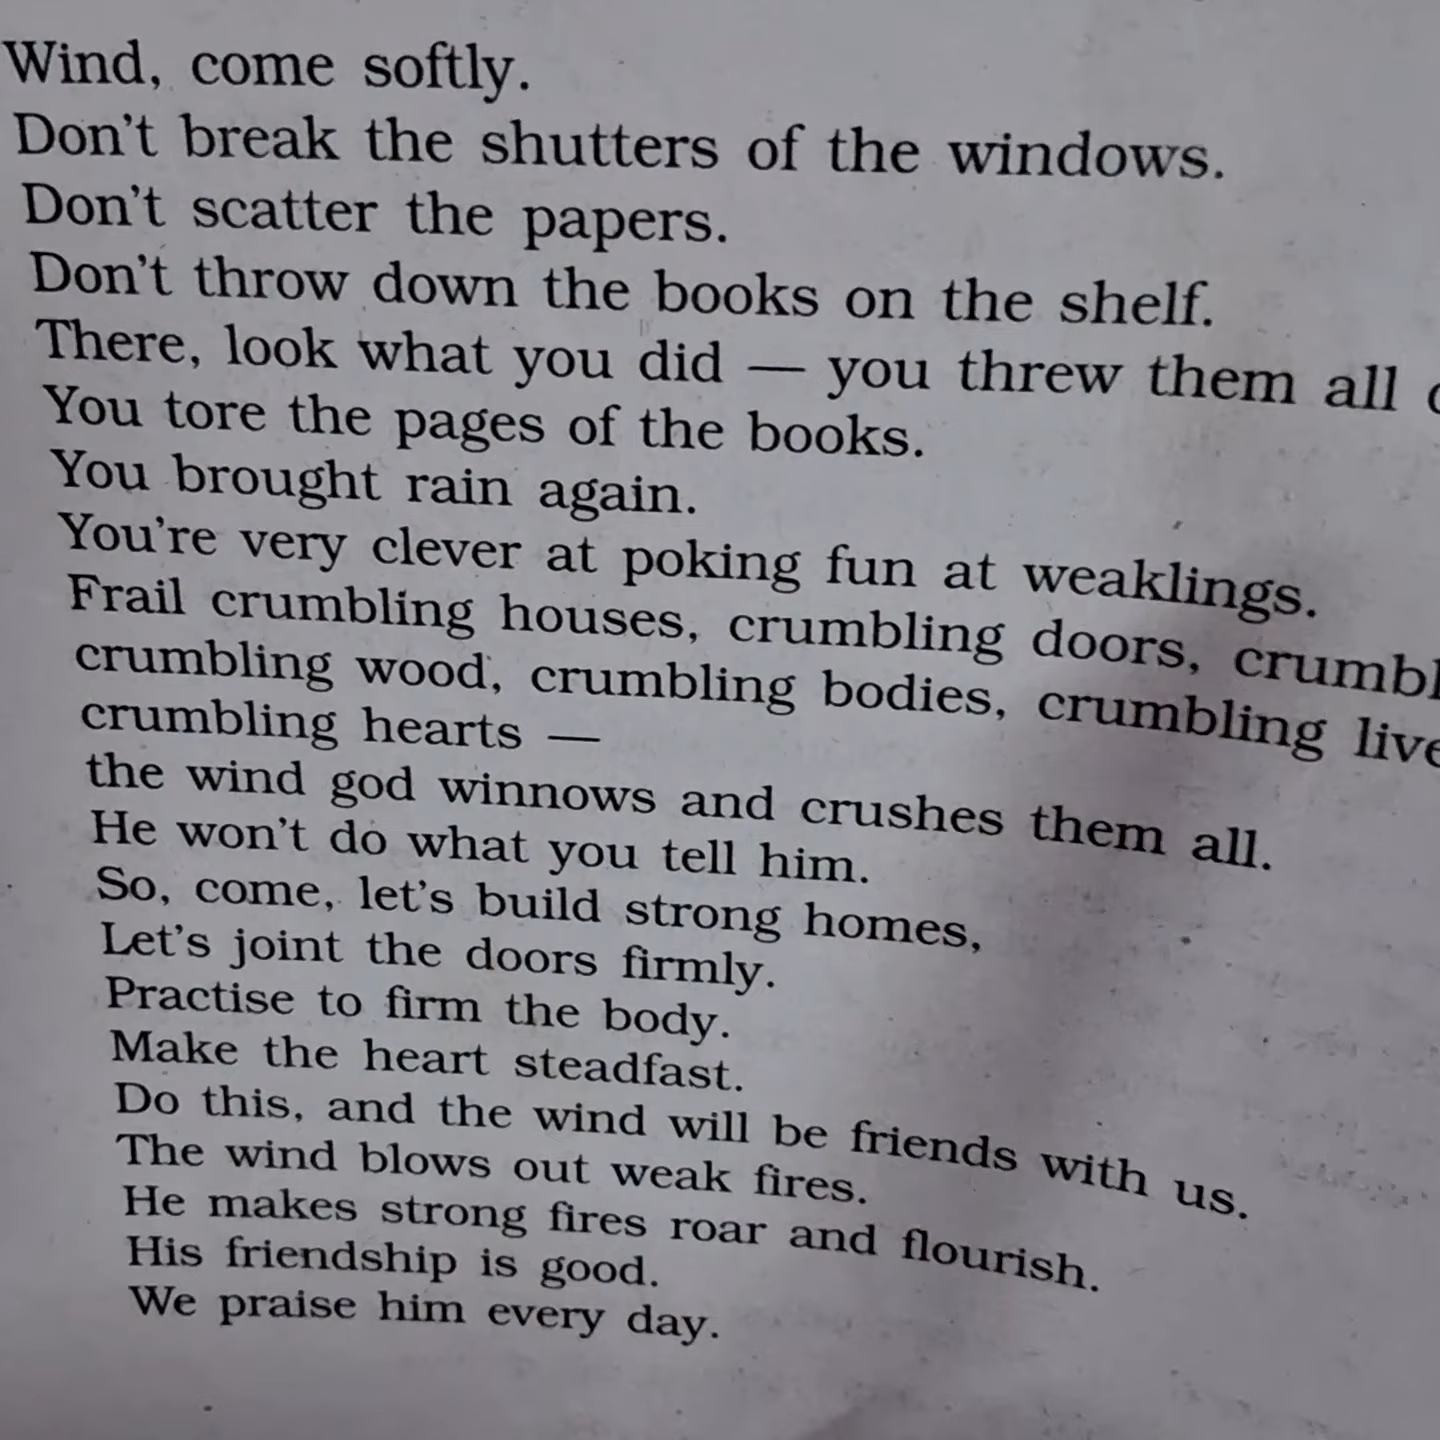 Wind, come softly.
Don't break the shutters of the windows.
Don't scatter the papers.
Don't throw down the books on the shelf.
There, look what you did — you threw them all
You tore the pages of the books.
You brought rain again.
You're very clever at poking fun at weaklings.
Frail crumbling houses, crumbling doors,
crumbling wood, crumbling bodies, crumbling
crumbling hearts —
the wind god winnows and crushes them all.
He won't do what you tell him.
So, come, let's build strong homes,
Let's joint the doors firmly.
Practise to firm the body.
Make the heart steadfast.
Do this, and the wind will be friends with us.
The wind blows out weak fires.
He makes strong fires roar and flourish.
His friendship is good.
We praise him every day.